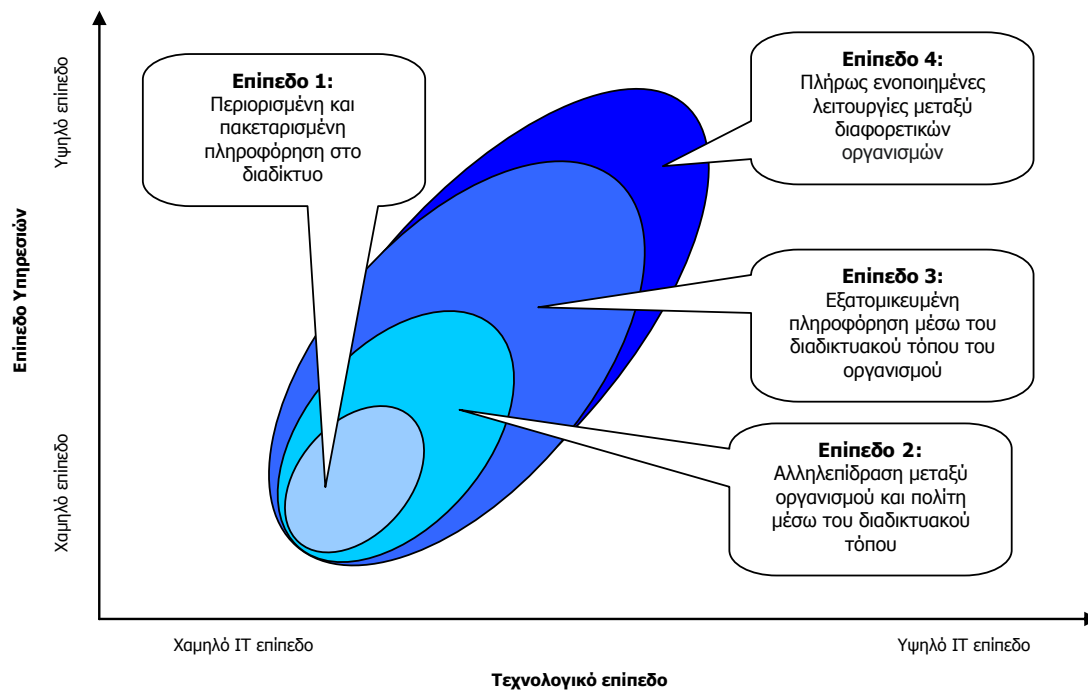 Υψηλό επίπεδο
Επίπεδο Υπηρεσιών
Χαμηλό επίπεδο
Επίπεδο 1:
Περιορισμένη και
πακεταρισμένη
πληροφόρηση στο
διαδίκτυο
Επίπεδο 4:
Πλήρως ενοποιημένες
λειτουργίες μεταξύ
διαφορετικών
οργανισμών
Επίπεδο 3:
Εξατομικευμένη
πληροφόρηση μέσω του
διαδικτυακού τόπου του
οργανισμού
Επίπεδο 2:
Αλληλεπίδραση μεταξύ
οργανισμού και πολίτη
μέσω του διαδικτυακού
τόπου
Χαμηλό IT επίπεδο
Υψηλό IT επίπεδο
Τεχνολογικό επίπεδο